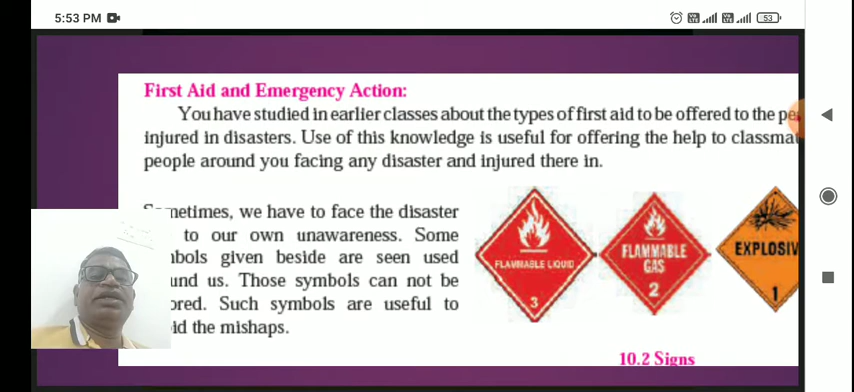 5:53 PM
53
First Aid and Emergency Action:
You have studied in earlier classes about the types of first aid to be offered to the
injured in disasters. Use of this knowledge is useful for offering the help to
people around you facing any disaster and injured there in.
we have to face the disaster
to our own unawareness. Some
given beside are seen used
us. Those symbols can not be
Such symbols are useful to
the mishaps.
FLAMMABLE LIQUID
3
FLAMMABLE
GAS
2
EXPLOSIV
1
10.2 Signs